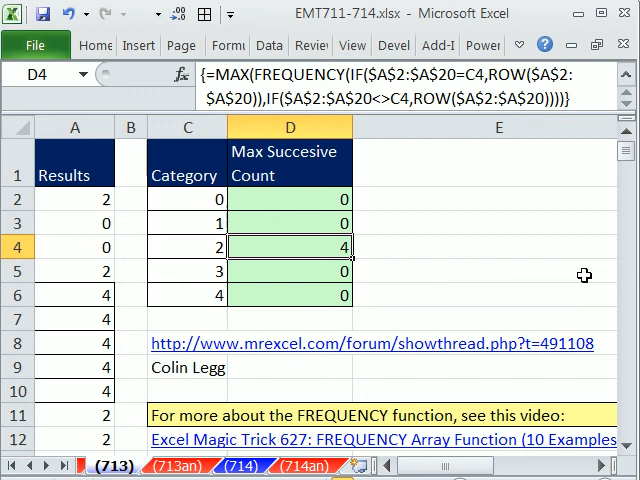 EMT711-714.xlsx - Microsoft Excel
File Home Insert Page Formu Data Review View Devel Add-I Power
D4 fx {=MAX(FREQUENCY(IF($A$2:$A$20=C4,ROW($A$2:
$A$20)),IF($A$2:$A$20<>C4,ROW($A$2:$A$20))))}
A B C D E
1 Results Category Max Succesive Count
2 2 0 0
3 0 1 0
4 0 2 4
5 2 3 0
6 4 4 0
7 4
8 4 http://www.mrexcel.com/forum/showthread.php?t=491108
9 4 Colin Legg
10 4
11 2 For more about the FREQUENCY function, see this video:
12 2 Excel Magic Trick 627: FREQUENCY Array Function (10 Examples
(713) (713an) (714) (714an)